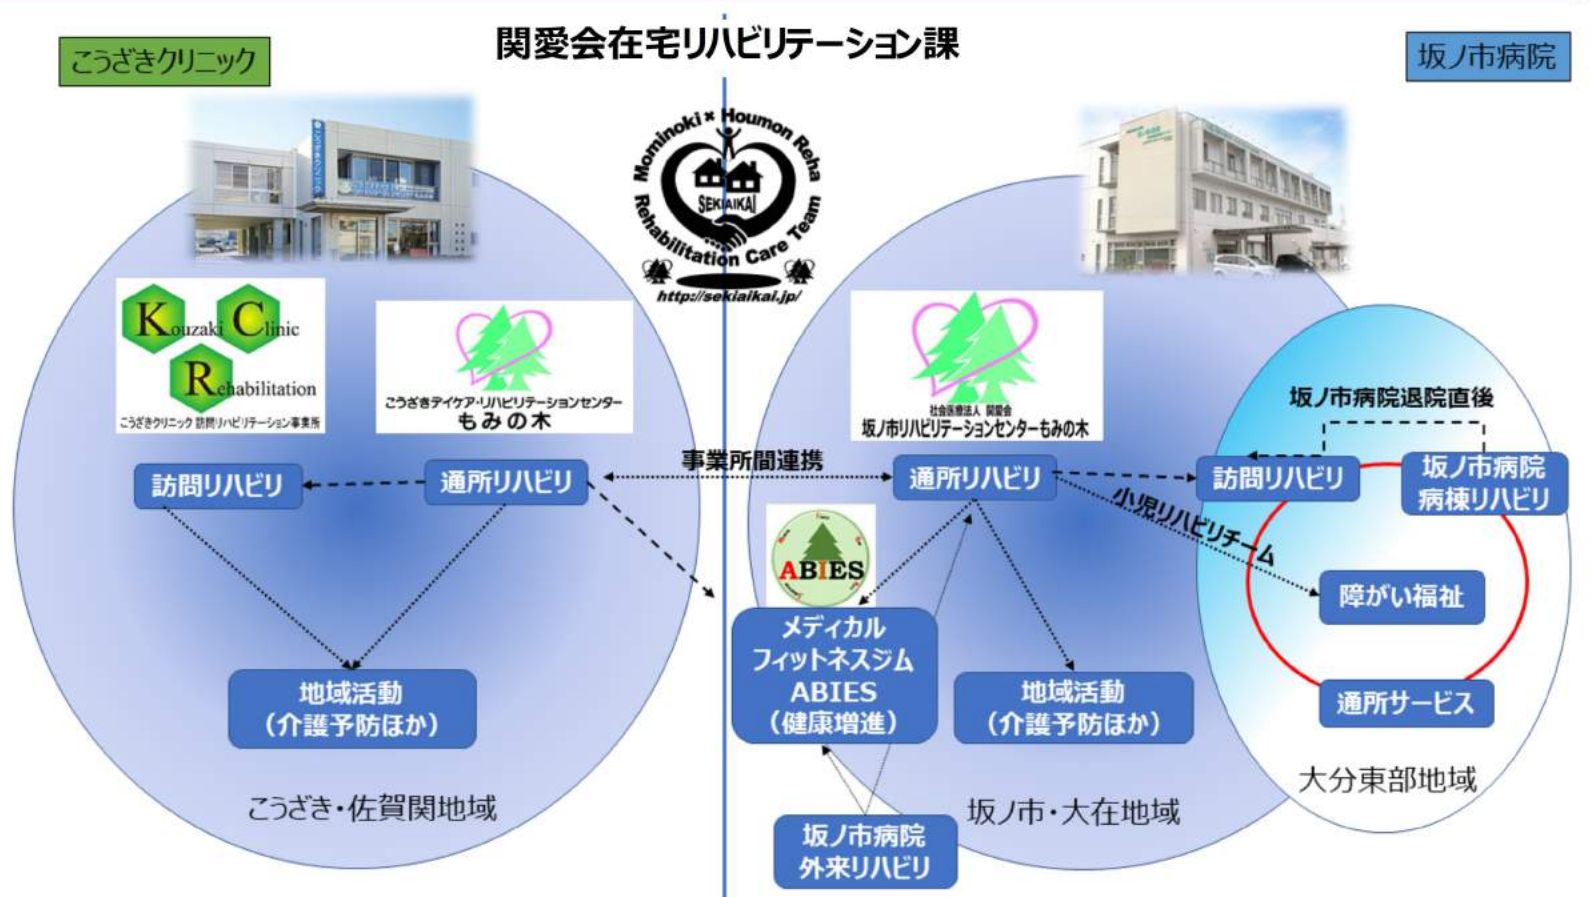 関愛会在宅リハビリテーション課
こうざきクリニック
坂ノ市病院
こうざきクリニック
Mominoki × Houmon Reha
SEKIAIKAI
Rehabilitation Care Team
http://sekiaikai.jp/
Kouzaki Clinic
Rehabilitation
こうざきクリニック 訪問リハビリテーション事業所
こうざきデイケア・リハビリテーションセンター
もみの木
社会医療法人 関愛会
坂ノ市リハビリテーションセンターもみの木
訪問リハビリ
通所リハビリ
事業所間連携
通所リハビリ
坂ノ市病院退院直後
訪問リハビリ
坂ノ市病院
病棟リハビリ
小児リハビリチーム
障がい福祉
通所サービス
大分東部地域
ABIES
メディカル
フィットネスジム
ABIES
（健康増進）
地域活動
（介護予防ほか）
地域活動
（介護予防ほか）
こうざき・佐賀関地域
坂ノ市・大在地域
坂ノ市病院
外来リハビリ